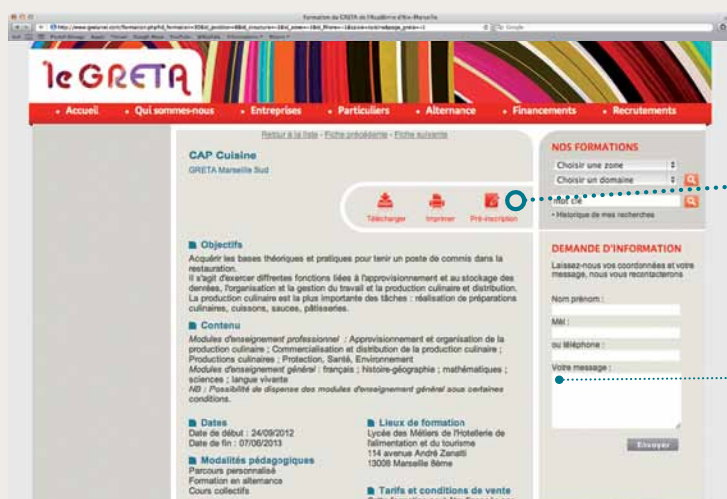 Formation du GRETA de l'Académie d'Aix-Marseille
Google
le GRETA
• Accueil • Qui sommes-nous • Entreprises • Particuliers • Alternance • Financements • Recrutements
Retour à la liste - Fiche précédente - Fiche suivante
CAP Cuisine
GRETA Marseille Sud
Télécharger Imprimer Pré-inscription
Objectifs
Acquérir les bases théoriques et pratiques pour tenir un poste de commis dans la
restauration.
Il s'agit d'exercer diffrentes fonctions liées à l'approvisionnement et au stockage des
denrées, l'organisation et la gestion du travail et la production culinaire et distribution.
La production culinaire est la plus importante des tâches : réalisation de préparations
culinaires, cuissons, sauces, pâtisseries.
Contenu
Modules d'enseignement professionnel : Approvisionnement et organisation de la
production culinaire ; Commercialisation et distribution de la production culinaire ;
Productions culinaires ; Protection, Santé, Environnement
Modules d'enseignement général : français ; histoire-géographie ; mathématiques ;
sciences ; langue vivante
NB : Possibilité de dispense des modules d'enseignement général sous certaines
conditions.
Dates
Date de début : 24/09/2012
Date de fin : 07/06/2013
Modalités pédagogiques
Parcours personnalisé
Formation en alternance
Cours collectifs
Lieux de formation
Lycée des Métiers de l'Hotellerie de
l'alimentation et du tourisme
114 avenue André Zenatti
13008 Marseille 8ème
Tarifs et conditions de vente
NOS FORMATIONS
Choisir une zone
Choisir un domaine
mot clé
• Historique de mes recherches
DEMANDE D'INFORMATION
Laissez-nous vos coordonnées et votre
message, nous vous recontacterons
Nom prénom :
Mél :
ou téléphone :
Votre message :
Envoyer